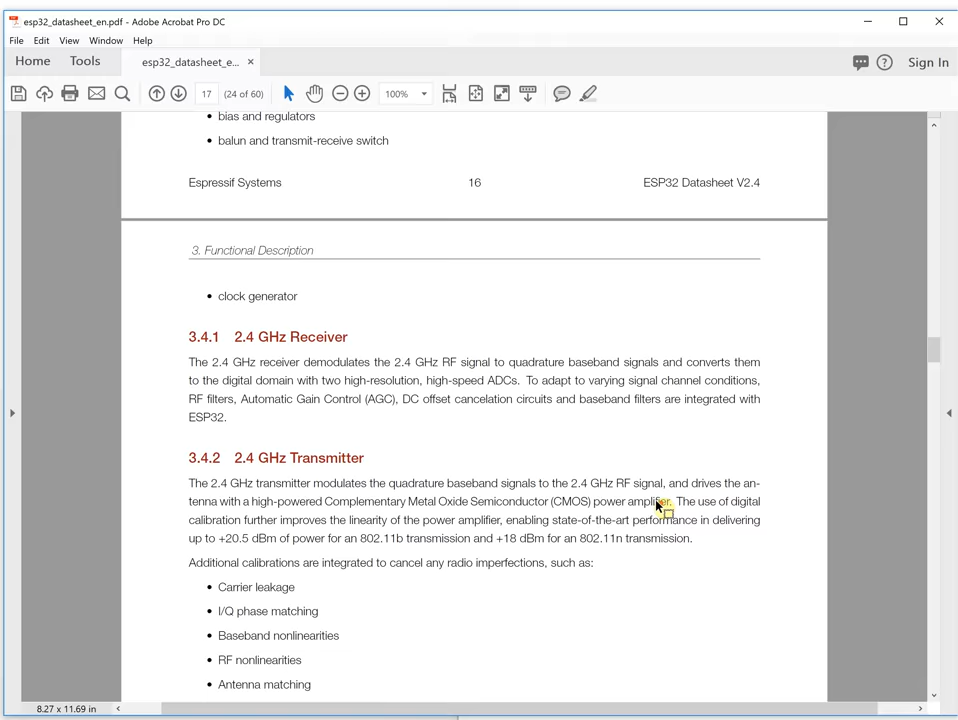 esp32_datasheet_en.pdf - Adobe Acrobat Pro DC
File Edit View Window Help
Home Tools esp32_datasheet_e... × Sign In
17 (24 of 60) 100%
• bias and regulators
• balun and transmit-receive switch
Espressif Systems 16 ESP32 Datasheet V2.4
3. Functional Description
• clock generator
3.4.1 2.4 GHz Receiver
The 2.4 GHz receiver demodulates the 2.4 GHz RF signal to quadrature baseband signals and converts them
to the digital domain with two high-resolution, high-speed ADCs. To adapt to varying signal channel conditions,
RF filters, Automatic Gain Control (AGC), DC offset cancelation circuits and baseband filters are integrated with
ESP32.
3.4.2 2.4 GHz Transmitter
The 2.4 GHz transmitter modulates the quadrature baseband signals to the 2.4 GHz RF signal, and drives the an-
tenna with a high-powered Complementary Metal Oxide Semiconductor (CMOS) power amplifier. The use of digital
calibration further improves the linearity of the power amplifier, enabling state-of-the-art performance in delivering
up to +20.5 dBm of power for an 802.11b transmission and +18 dBm for an 802.11n transmission.
Additional calibrations are integrated to cancel any radio imperfections, such as:
• Carrier leakage
• I/Q phase matching
• Baseband nonlinearities
• RF nonlinearities
• Antenna matching
8.27 x 11.69 in